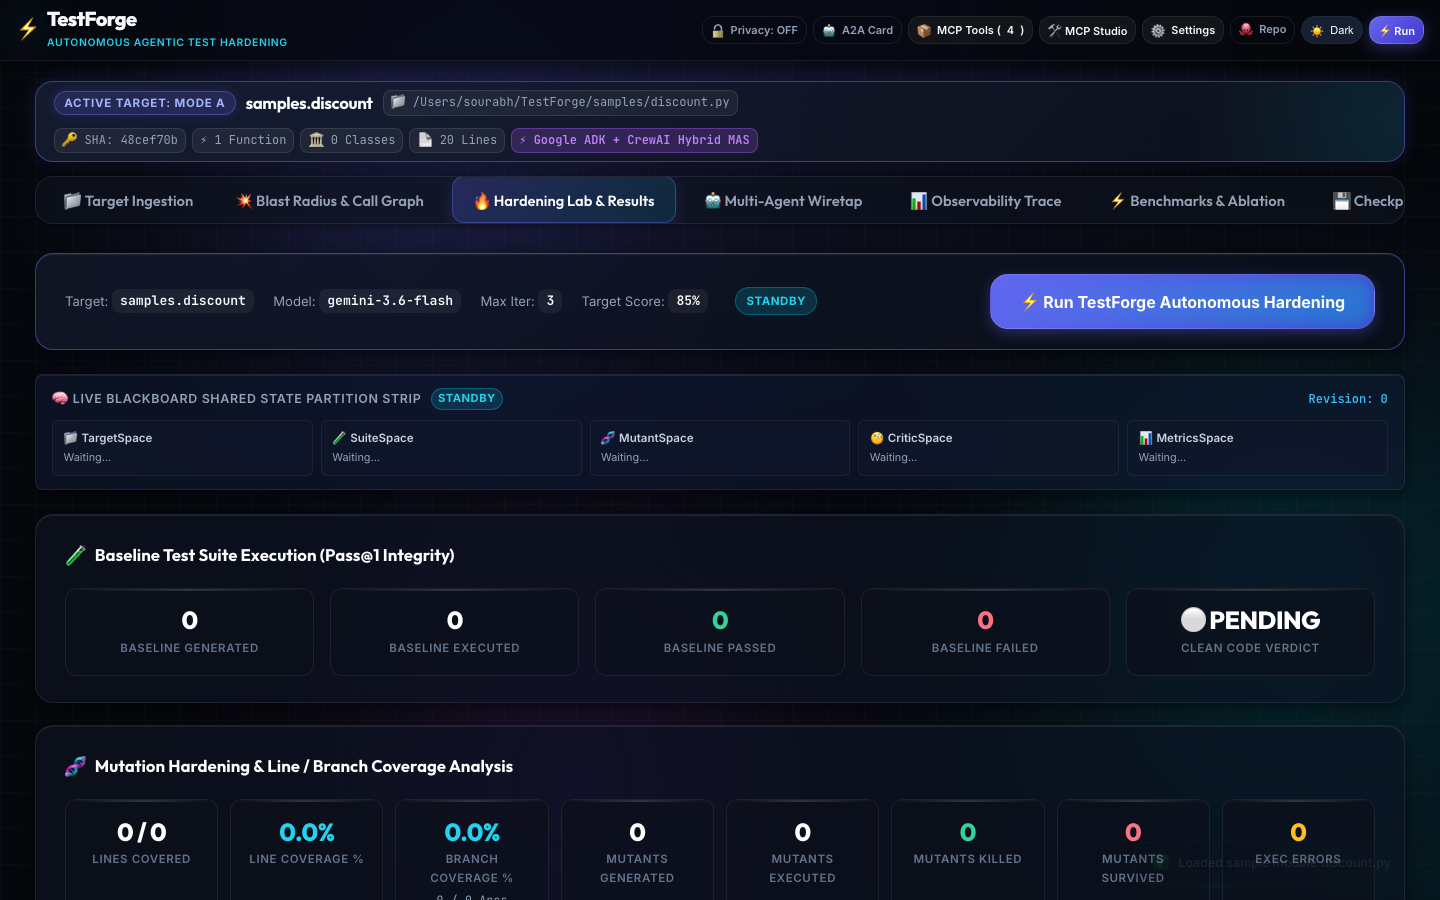 TestForge
AUTONOMOUS AGENTIC TEST HARDENING
Privacy: OFF
A2A Card
MCP Tools ( 4 )
MCP Studio
Settings
Repo
Dark
Run
ACTIVE TARGET: MODE A
samples.discount
/Users/sourabh/TestForge/samples/discount.py
SHA: 48cef70b
1 Function
0 Classes
20 Lines
Google ADK + CrewAI Hybrid MAS
Target Ingestion
Blast Radius & Call Graph
Hardening Lab & Results
Multi-Agent Wiretap
Observability Trace
Benchmarks & Ablation
Checkp
Target: samples.discount
Model: gemini-3.6-flash
Max Iter: 3
Target Score: 85%
STANDBY
Run TestForge Autonomous Hardening
LIVE BLACKBOARD SHARED STATE PARTITION STRIP
STANDBY
Revision: 0
TargetSpace
Waiting...
SuiteSpace
Waiting...
MutantSpace
Waiting...
CriticSpace
Waiting...
MetricsSpace
Waiting...
Baseline Test Suite Execution (Pass@1 Integrity)
0
BASELINE GENERATED
0
BASELINE EXECUTED
0
BASELINE PASSED
0
BASELINE FAILED
PENDING
CLEAN CODE VERDICT
Mutation Hardening & Line / Branch Coverage Analysis
0 / 0
LINES COVERED
0.0%
LINE COVERAGE %
0.0%
BRANCH
COVERAGE %
0
MUTANTS
GENERATED
0
MUTANTS
EXECUTED
0
MUTANTS KILLED
0
MUTANTS
SURVIVED
0
EXEC ERRORS
Loaded sample module discount.py